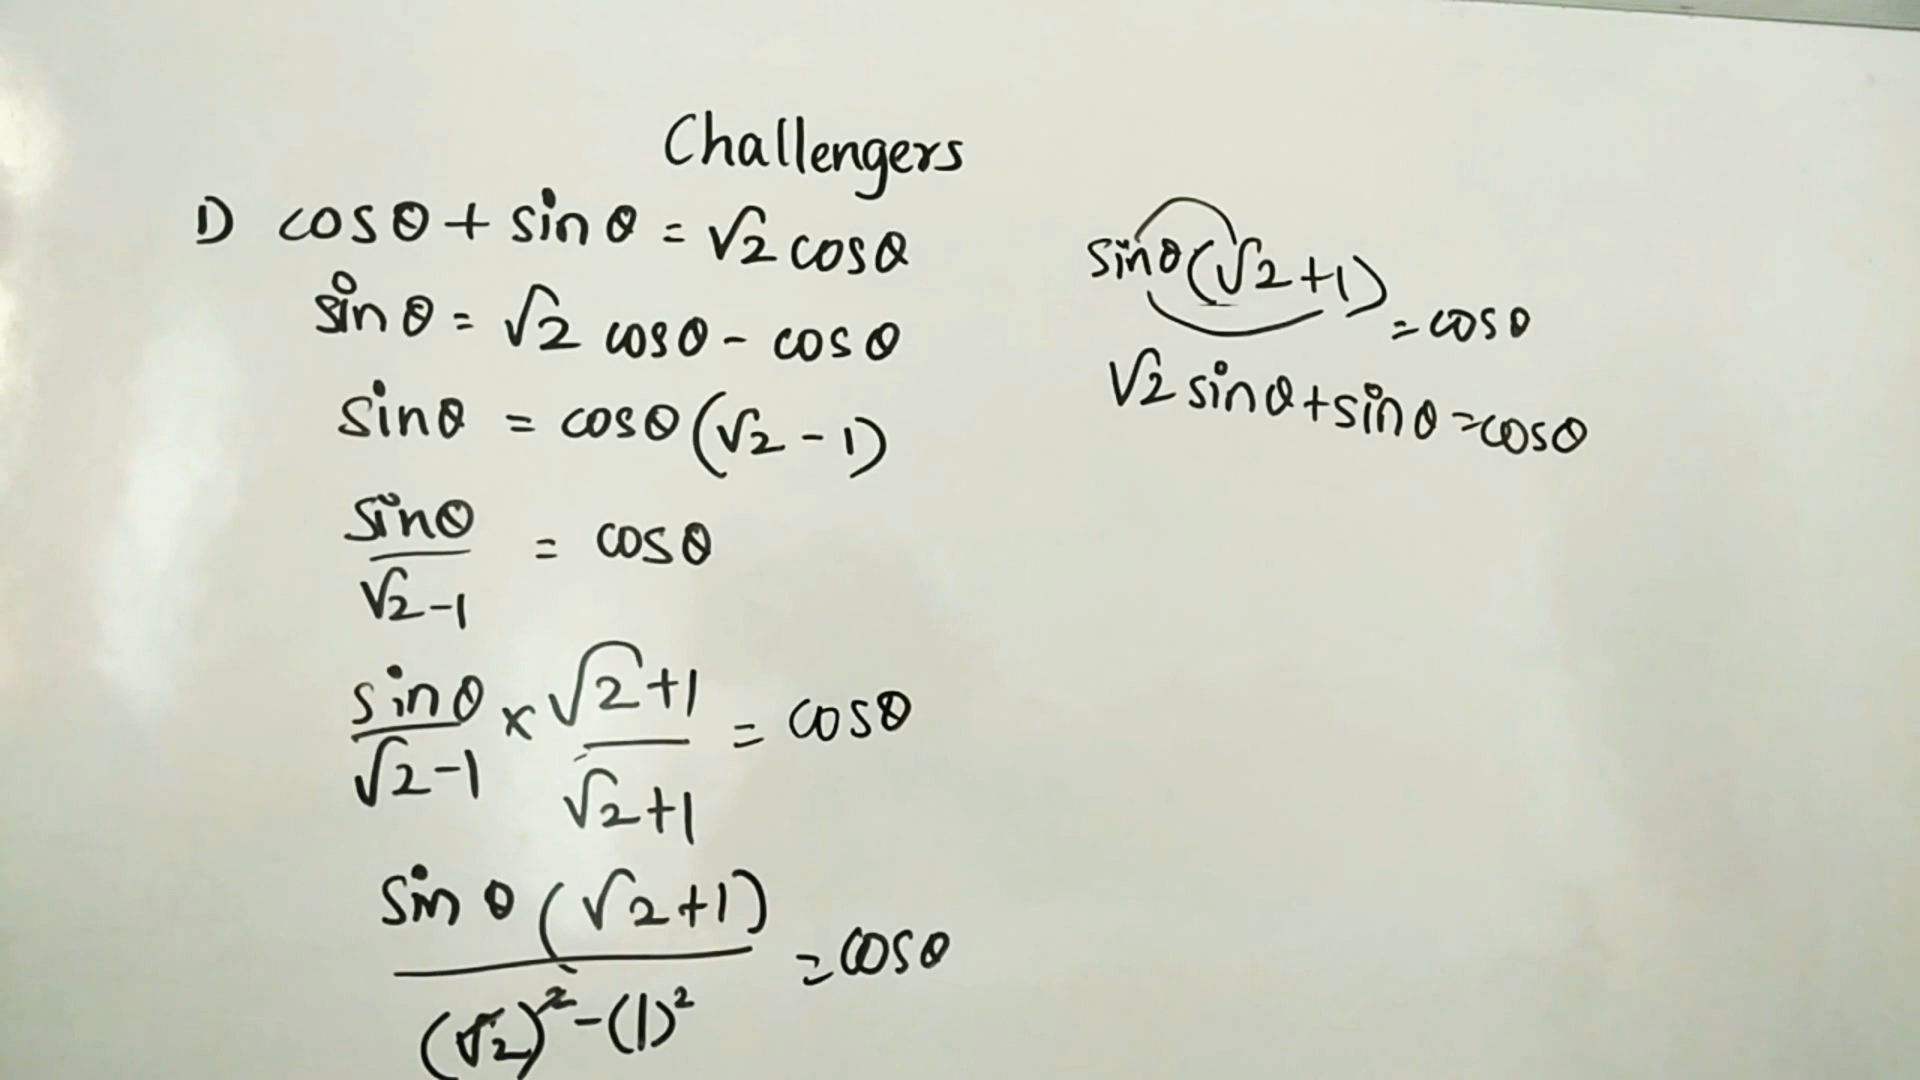 Challengers
1) cosθ + sinθ = √2 cosθ
sinθ = √2 cosθ - cosθ
sinθ = cosθ (√2 - 1)
sinθ / √2-1 = cosθ
sinθ / √2-1 × √2+1 / √2+1 = cosθ
sinθ (√2+1) / (√2)² - (1)² = cosθ
sinθ (√2+1) = cosθ
√2 sinθ + sinθ = cosθ